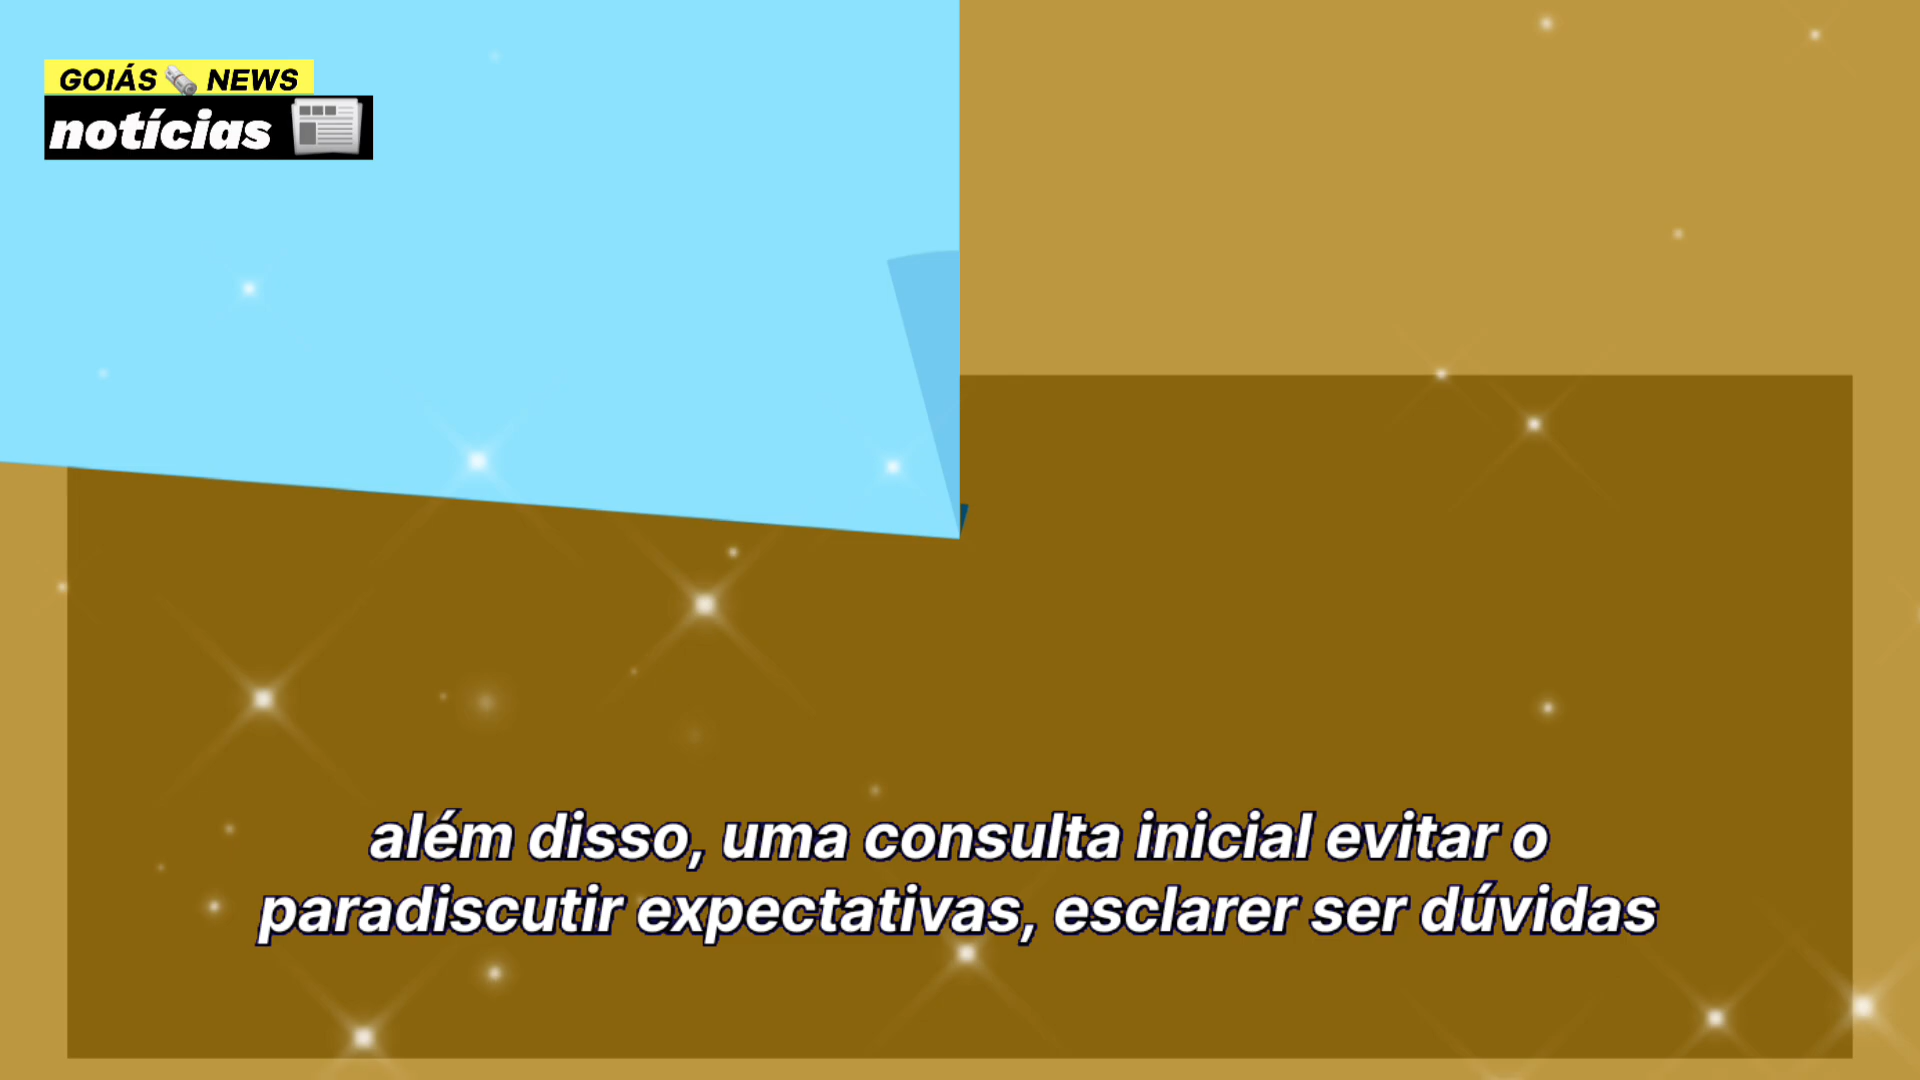 GOIÁS NEWS
notícias
além disso, uma consulta inicial evitar o
paradiscutir expectativas, esclarer ser dúvidas